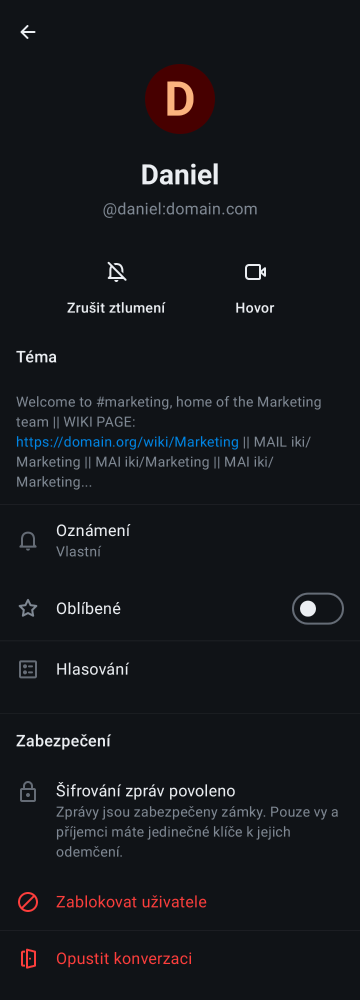 D
Daniel
@daniel:domain.com
Zrušit ztlumení
Hovor
Téma
Welcome to #marketing, home of the Marketing
team || WIKI PAGE:
https://domain.org/wiki/Marketing || MAIL iki/
Marketing || MAI iki/Marketing || MAI iki/
Marketing...
Oznámení
Vlastní
Oblíbené
Hlasování
Zabezpečení
Šifrování zpráv povoleno
Zprávy jsou zabezpečeny zámky. Pouze vy a
příjemci máte jedinečné klíče k jejich
odemčení.
Zablokovat uživatele
Opustit konverzaci